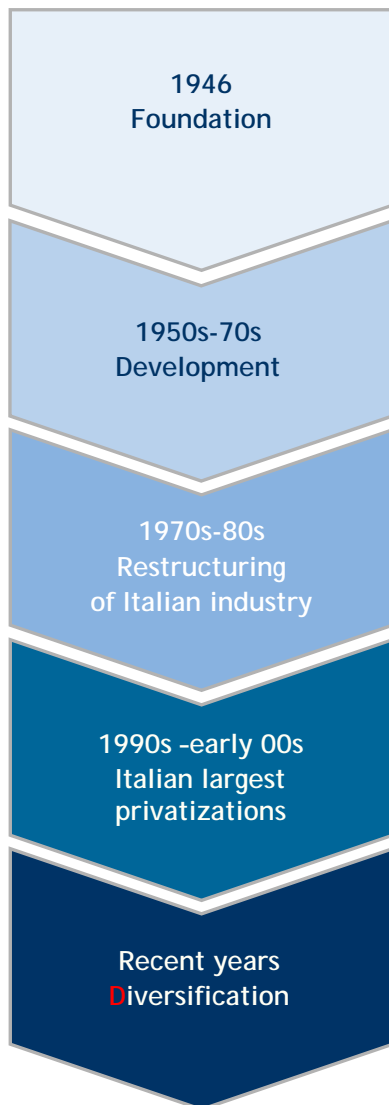 1946
Foundation
1950s-70s
Development
1970s-80s
Restructuring
of Italian industry
1990s -early 00s
Italian largest
privatizations
Recent years
Diversification